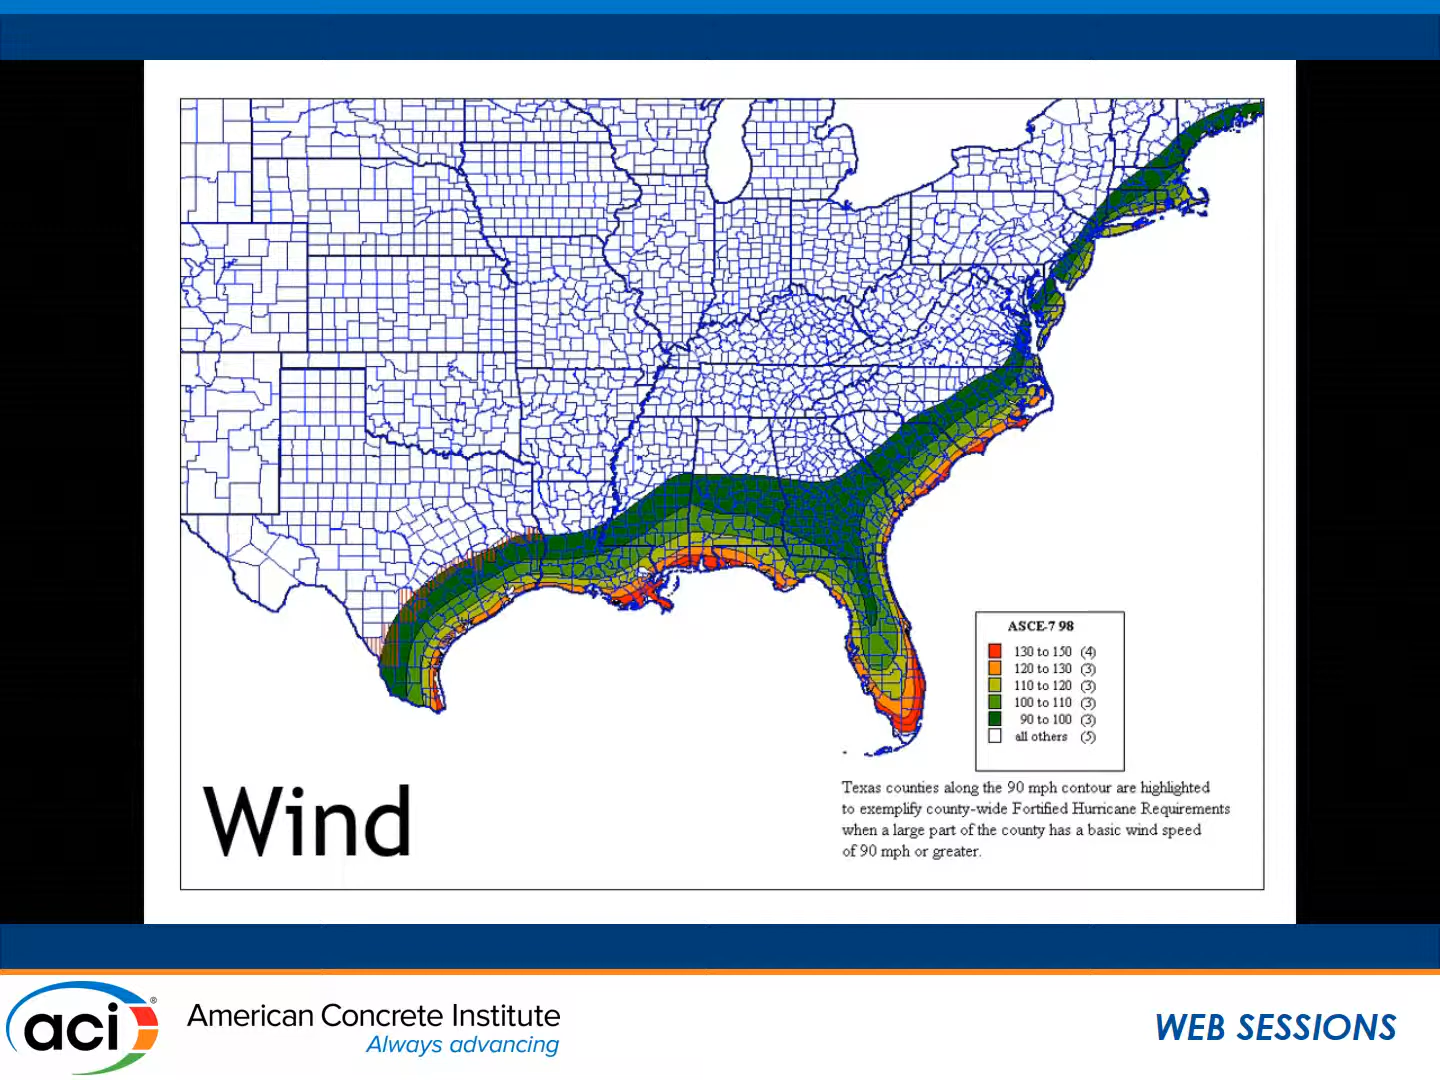 ASCE-7 98
130 to 150 (4)
120 to 130 (3)
110 to 120 (3)
100 to 110 (3)
90 to 100 (3)
all others (5)
Texas counties along the 90 mph contour are highlighted
to exemplify county-wide Fortified Hurricane Requirements
when a large part of the county has a basic wind speed
of 90 mph or greater.
Wind
aci®
American Concrete Institute
Always advancing
WEB SESSIONS